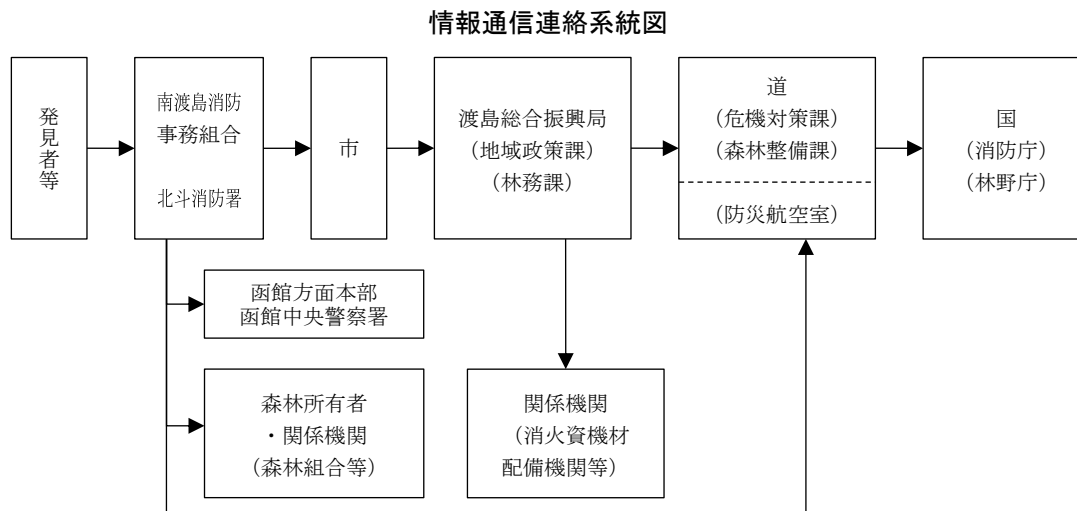 情報通信連絡系統図
発見者等
南渡島消防
事務組合
北斗消防署
市
渡島総合振興局
（地域政策課）
（林務課）
道
（危機対策課）
（森林整備課）
（防災航空室）
国
（消防庁）
（林野庁）
函館方面本部
函館中央警察署
森林所有者
・関係機関
（森林組合等）
関係機関
（消火資機材
配備機関等）